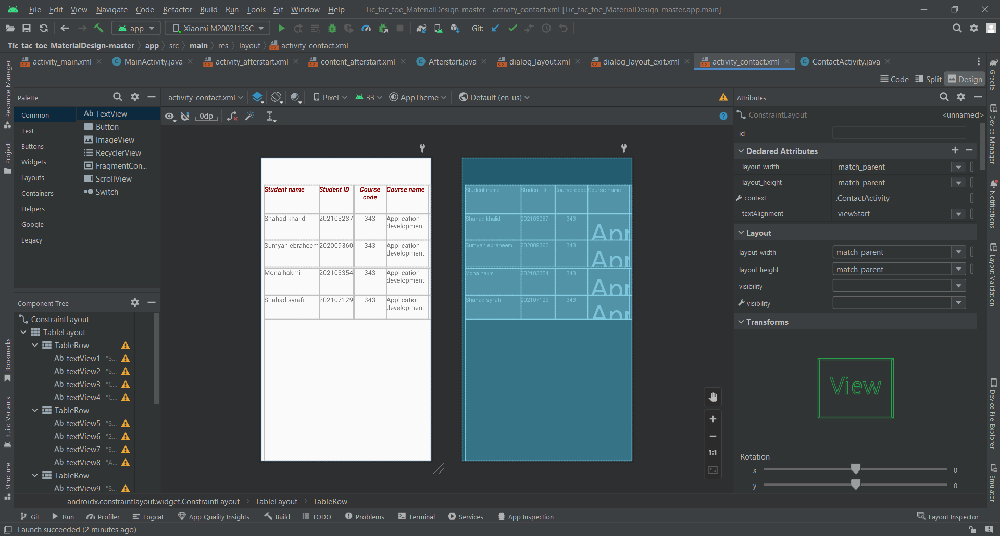 File Edit View Navigate Code Refactor Build Run Tools Git Window Help Tic_tac_toe_MaterialDesign-master - activity_contact.xml [Tic_tac_toe_MaterialDesign-master.app.main]
app Xiaomi M2003J15SC Git:
Tic_tac_toe_MaterialDesign-master app src main res layout activity_contact.xml
activity_main.xml MainActivity.java activity_afterstart.xml content_afterstart.xml Afterstart.java dialog_layout.xml dialog_layout_exit.xml activity_contact.xml ContactActivity.java
Code Split Design
Resource Manager
Project
Bookmarks
Build Variants
Structure
Palette
Common
Text
Buttons
Widgets
Layouts
Containers
Helpers
Google
Legacy
Ab TextView
Button
ImageView
RecyclerView
FragmentCon...
ScrollView
Switch
Component Tree
ConstraintLayout
TableLayout
TableRow
Ab textView1 "S...
Ab textView2 "S...
Ab textView3 "C...
Ab textView4 "C...
TableRow
Ab textView5 "S...
Ab textView6 "2...
Ab textView7 "3...
Ab textView8 "A...
TableRow
Ab textView9 "S...
activity_contact.xml Pixel 33 AppTheme Default (en-us)
0dp
Student name Student ID Course code Course name
Shahad khalid 202103287 343 Application development
Sumyah ebraheem 202009360 343 Application development
Mona hakmi 202103354 343 Application development
Shahad syrafi 202107129 343 Application development
Student name Student ID Course code Course name
Shahad khalid 202103287 343 Apr
Sumyah ebraheem 202009360 343 Apr
Mona hakmi 202103354 343 Apr
Shahad syrafi 202107129 343 Apr
1:1
Attributes
ConstraintLayout <unnamed>
id
Declared Attributes
layout_width match_parent
layout_height match_parent
context .ContactActivity
textAlignment viewStart
Layout
layout_width match_parent
layout_height match_parent
visibility
visibility
Transforms
View
Rotation
x 0
y 0
Gradle
Device Manager
Notifications
Layout Validation
Device File Explorer
Emulator
androidx.constraintlayout.widget.ConstraintLayout TableLayout TableRow
Git Run Profiler Logcat App Quality Insights Build TODO Problems Terminal Services App Inspection Layout Inspector
Launch succeeded (2 minutes ago)